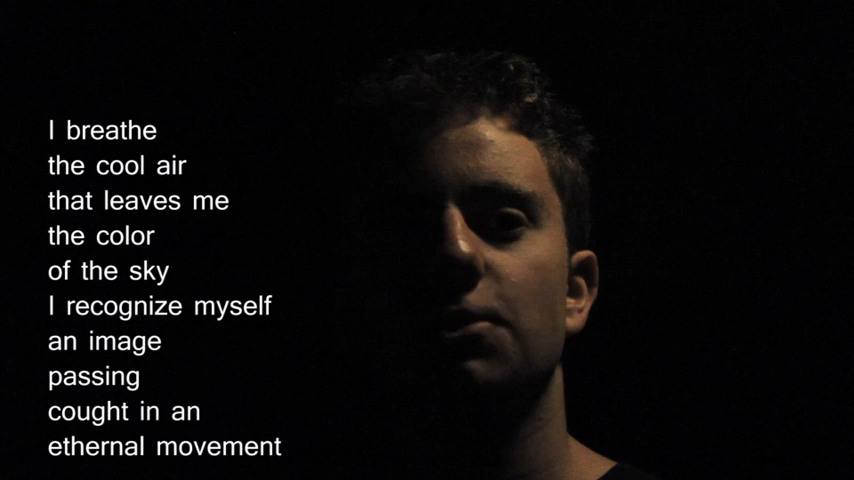 I breathe
the cool air
that leaves me
the color
of the sky
I recognize myself
an image
passing
cought in an
ethernal movement